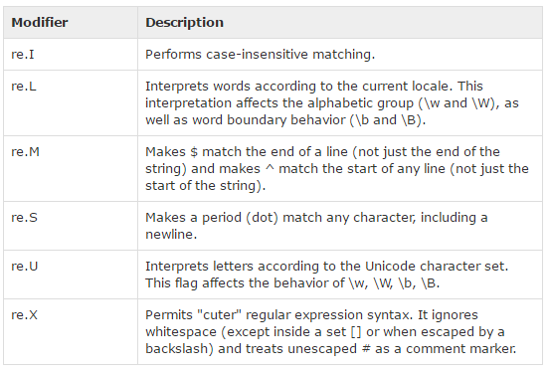 Modifier Description
re.I Performs case-insensitive matching.
re.L Interprets words according to the current locale. This
interpretation affects the alphabetic group (\w and \W), as
well as word boundary behavior (\b and \B).
re.M Makes $ match the end of a line (not just the end of the
string) and makes ^ match the start of any line (not just the
start of the string).
re.S Makes a period (dot) match any character, including a
newline.
re.U Interprets letters according to the Unicode character set.
This flag affects the behavior of \w, \W, \b, \B.
re.X Permits "cuter" regular expression syntax. It ignores
whitespace (except inside a set [] or when escaped by a
backslash) and treats unescaped # as a comment marker.